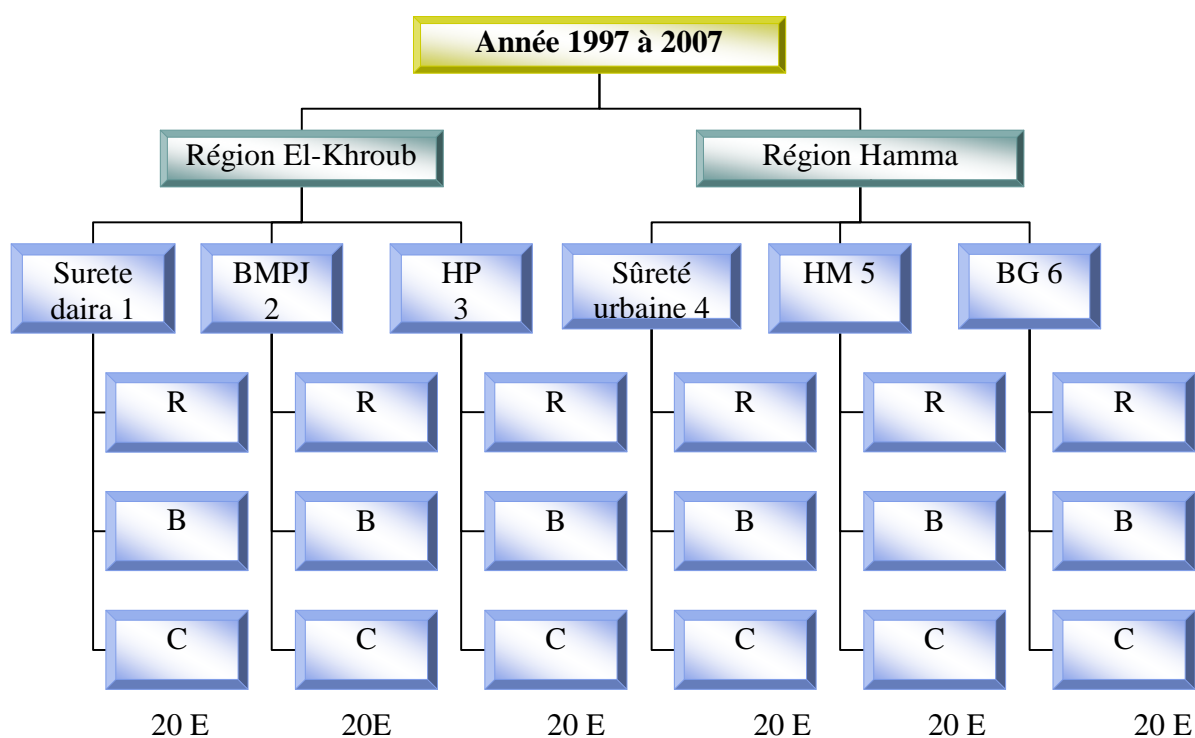 Année 1997 à 2007
Région El-Khroub
Région Hamma
Surete
daira 1
BMPJ
2
HP
3
Sûreté
urbaine 4
HM 5
BG 6
R
R
R
R
R
R
B
B
B
B
B
B
C
C
C
C
C
C
20 E
20E
20 E
20 E
20 E
20 E